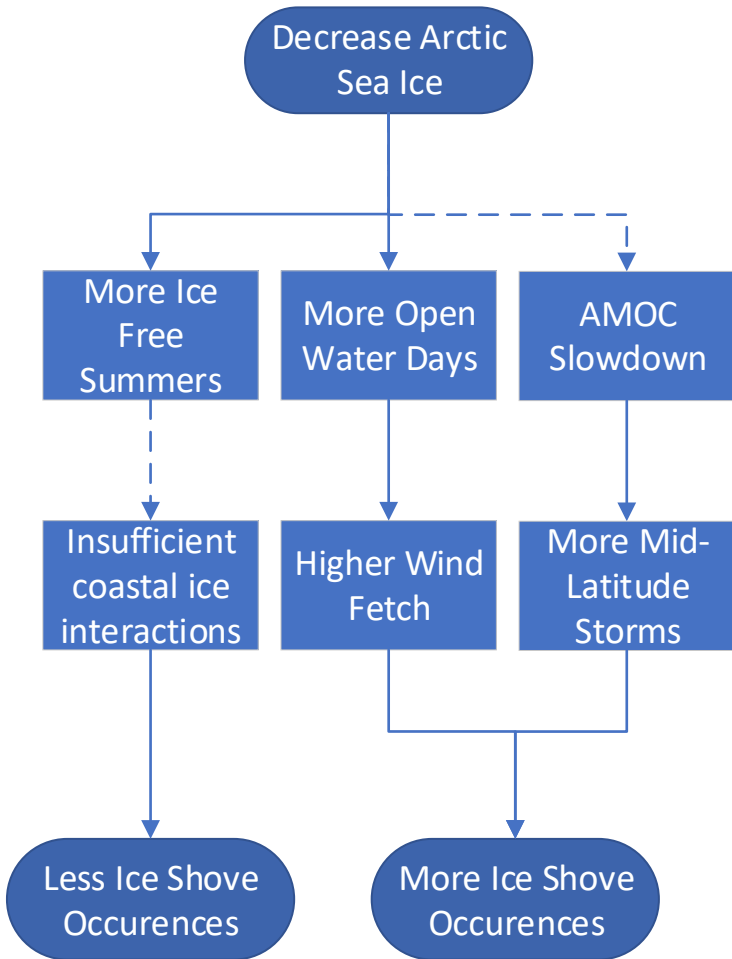 Decrease Arctic
Sea Ice
More Ice
Free
Summers
More Open
Water Days
AMOC
Slowdown
Insufficient
coastal ice
interactions
Higher Wind
Fetch
More Mid-
Latitude
Storms
Less Ice Shove
Occurences
More Ice Shove
Occurences